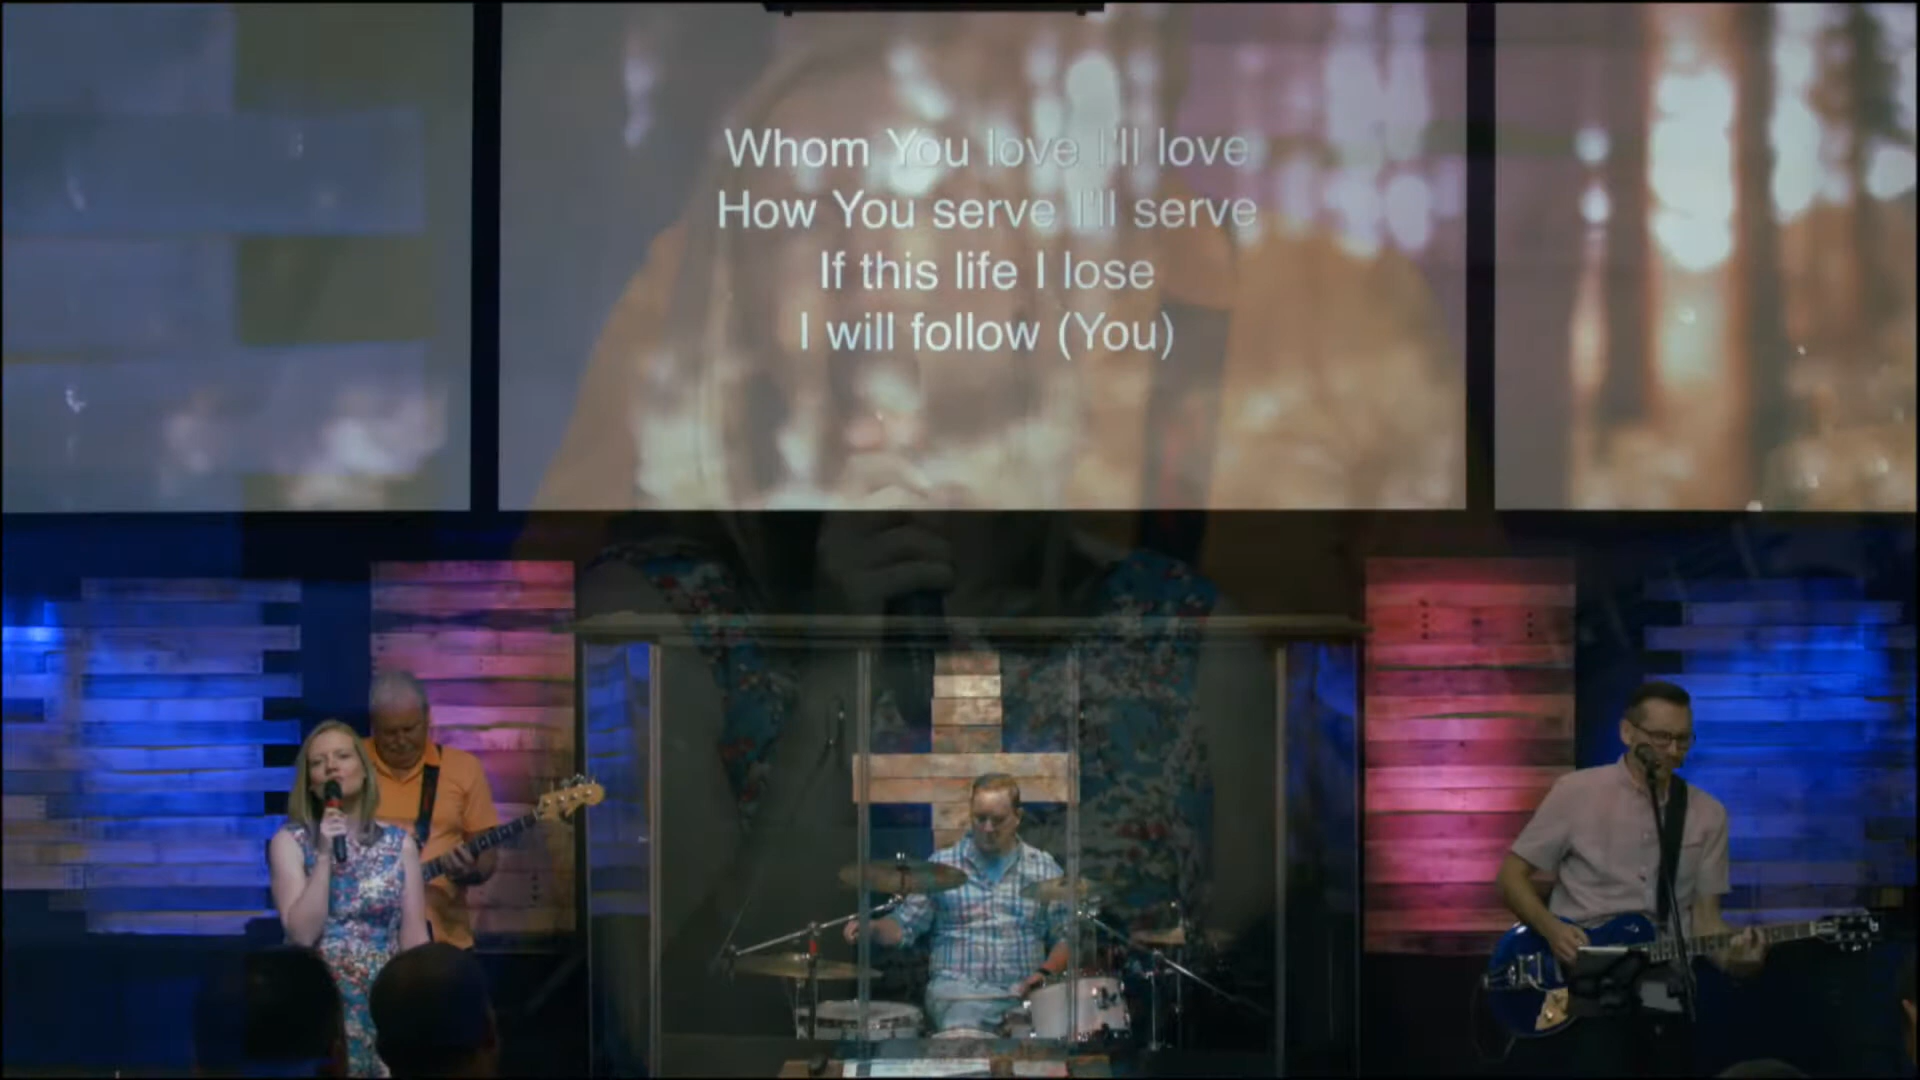 Whom You love I'll love
How You serve I'll serve
If this life I lose
I will follow (You)